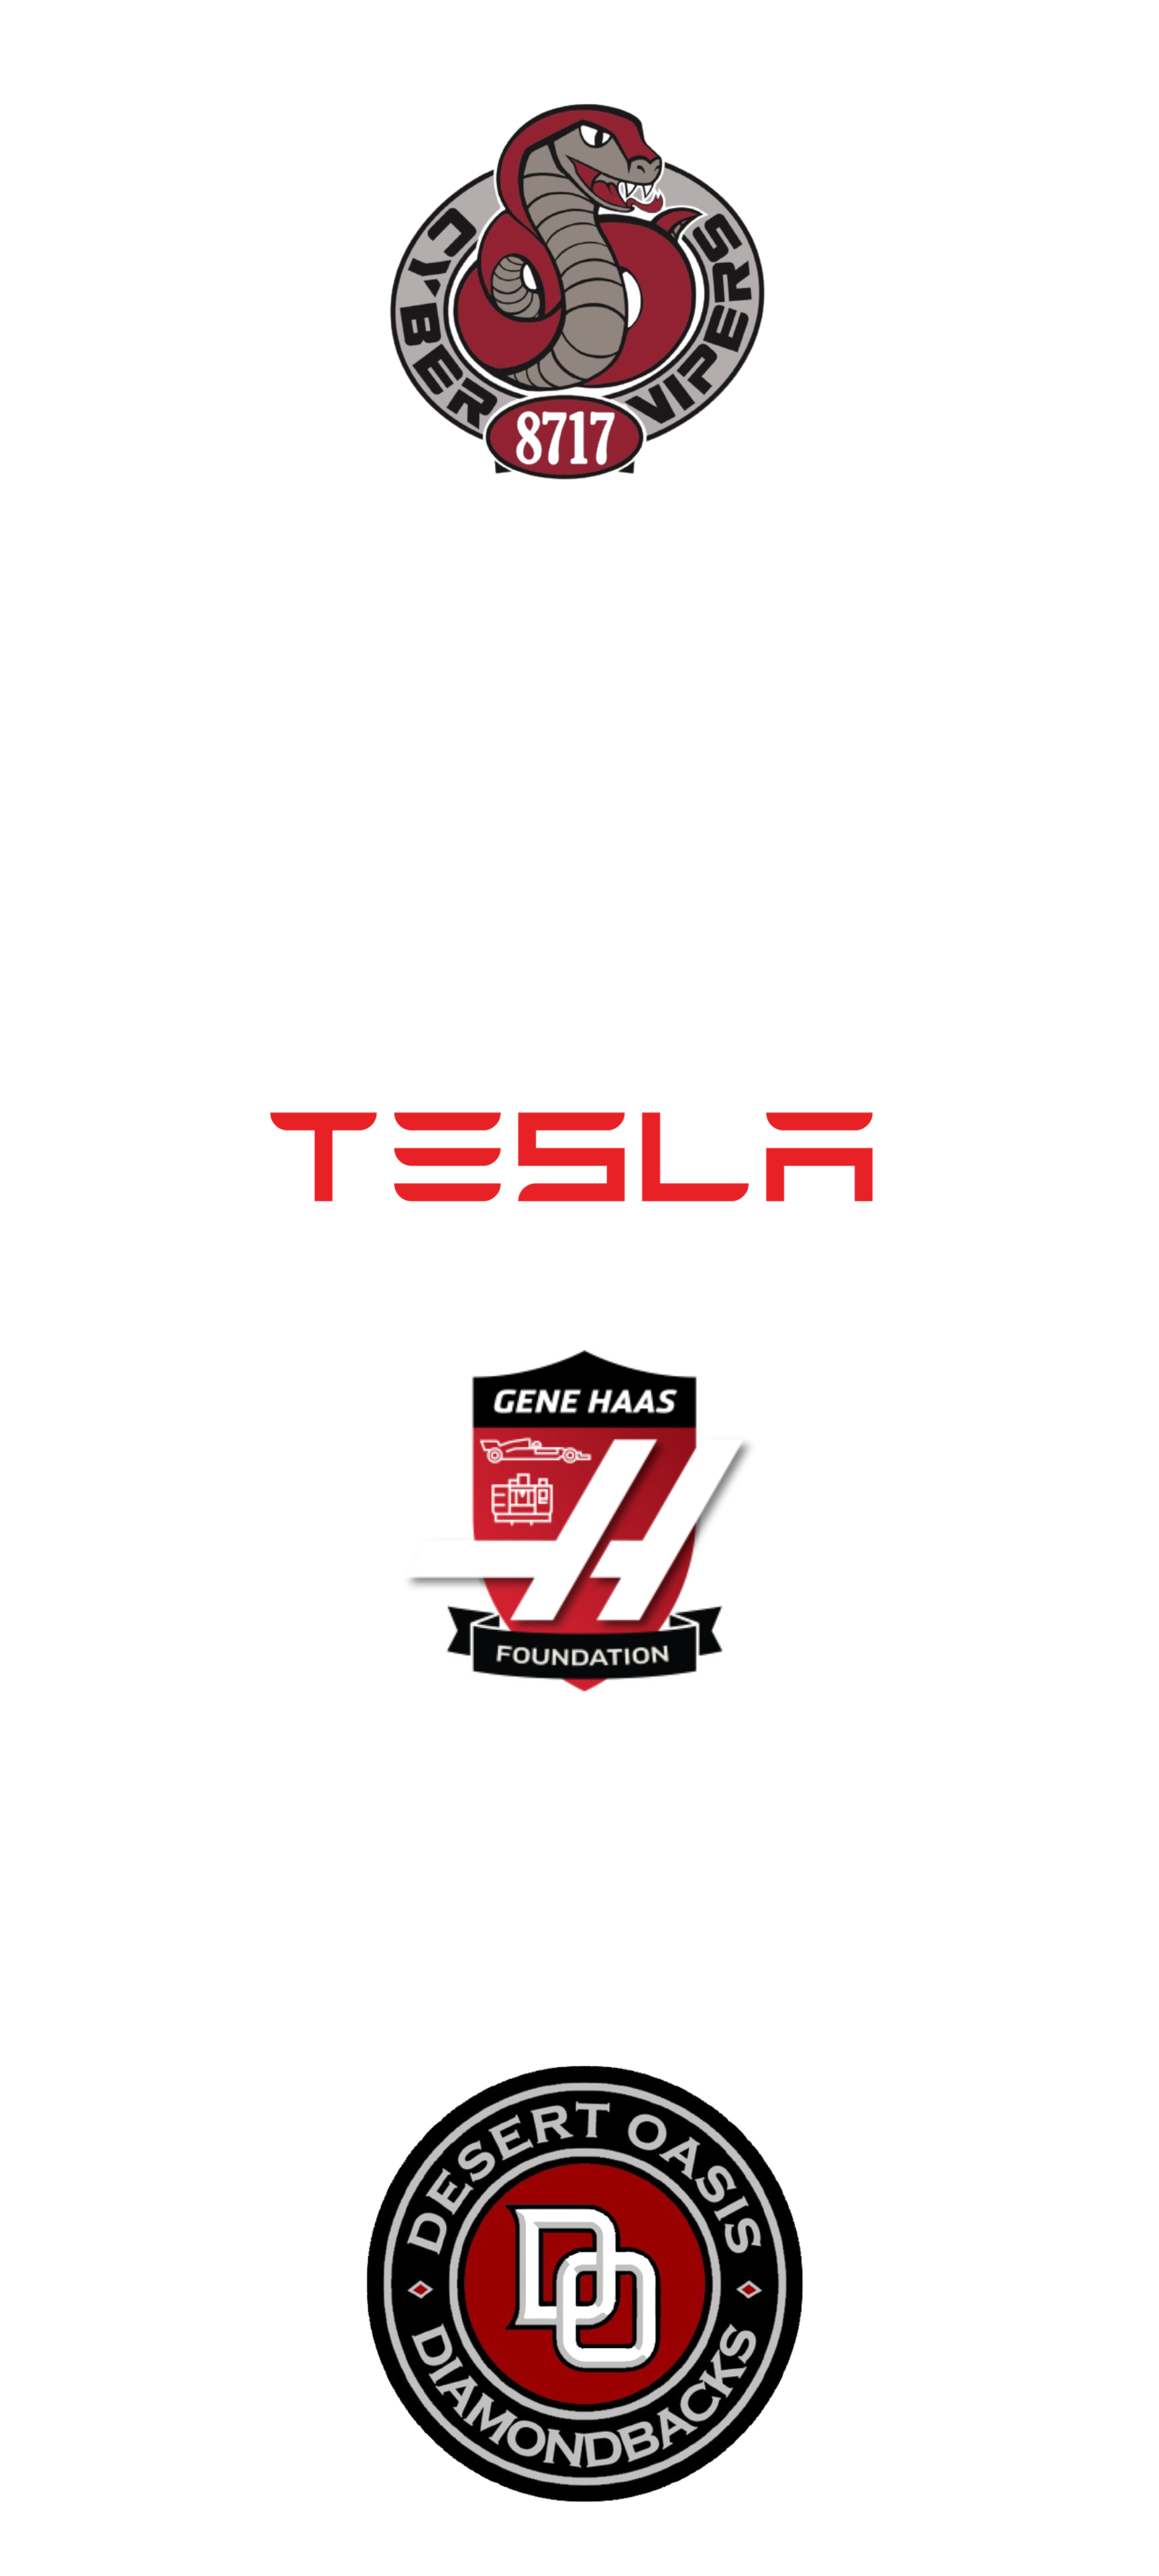 CYBER VIPERS
8717
TESLA
GENE HAAS
H
FOUNDATION
DESERT OASIS
DO
DIAMONDBACKS